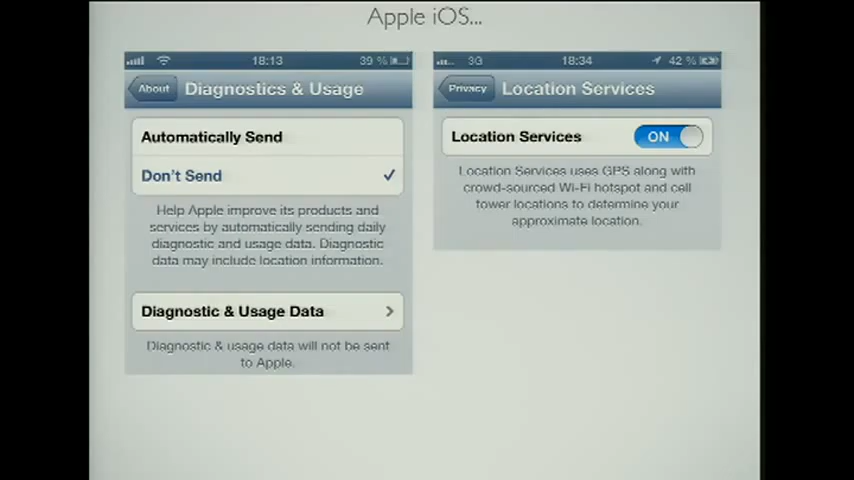 Apple iOS...
18:13
39 %
About
Diagnostics & Usage
Automatically Send
Don't Send
Help Apple improve its products and
services by automatically sending daily
diagnostic and usage data. Diagnostic
data may include location information.
Diagnostic & Usage Data
Diagnostic & usage data will not be sent
to Apple.
3G
18:34
42 %
Privacy
Location Services
Location Services
ON
Location Services uses GPS along with
crowd-sourced Wi-Fi hotspot and cell
tower locations to determine your
approximate location.